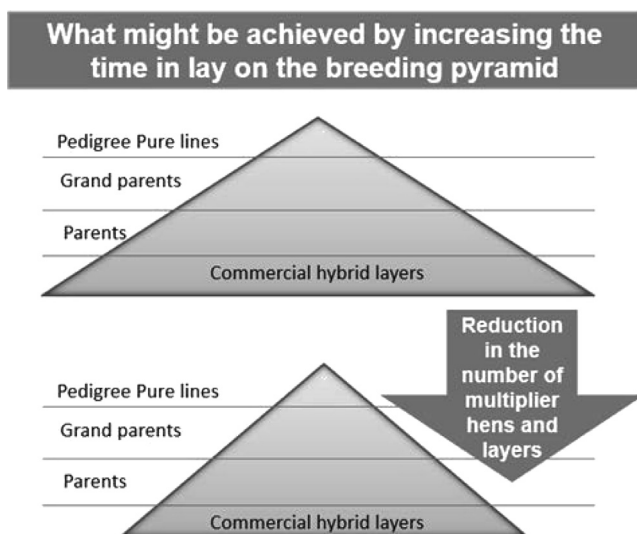 What might be achieved by increasing the
time in lay on the breeding pyramid
Pedigree Pure lines
Grand parents
Parents
Commercial hybrid layers
Reduction
in the
number of
multiplier
hens and
layers
Pedigree Pure lines
Grand parents
Parents
Commercial hybrid layers